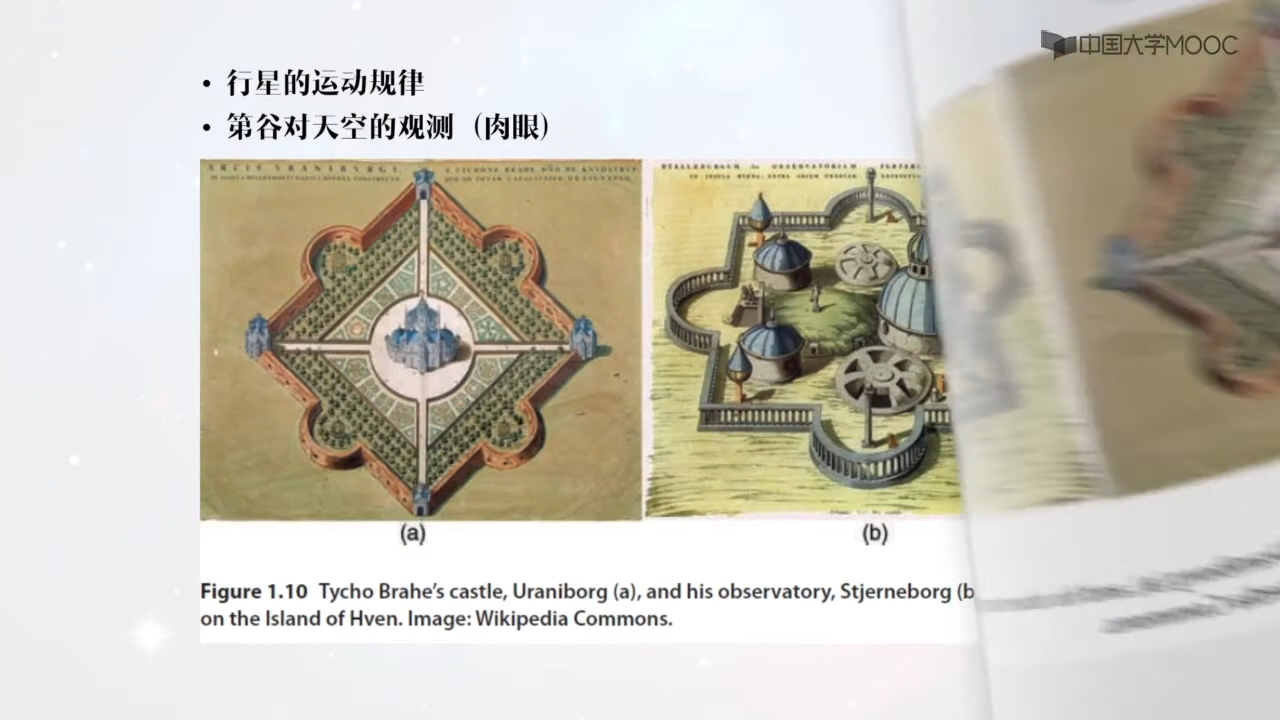 中国大学MOOC
行星的运动规律
第谷对天空的观测（肉眼）
(a)
(b)
Figure 1.10 Tycho Brahe’s castle, Uraniborg (a), and his observatory, Stjerneborg (b
on the Island of Hven. Image: Wikipedia Commons.